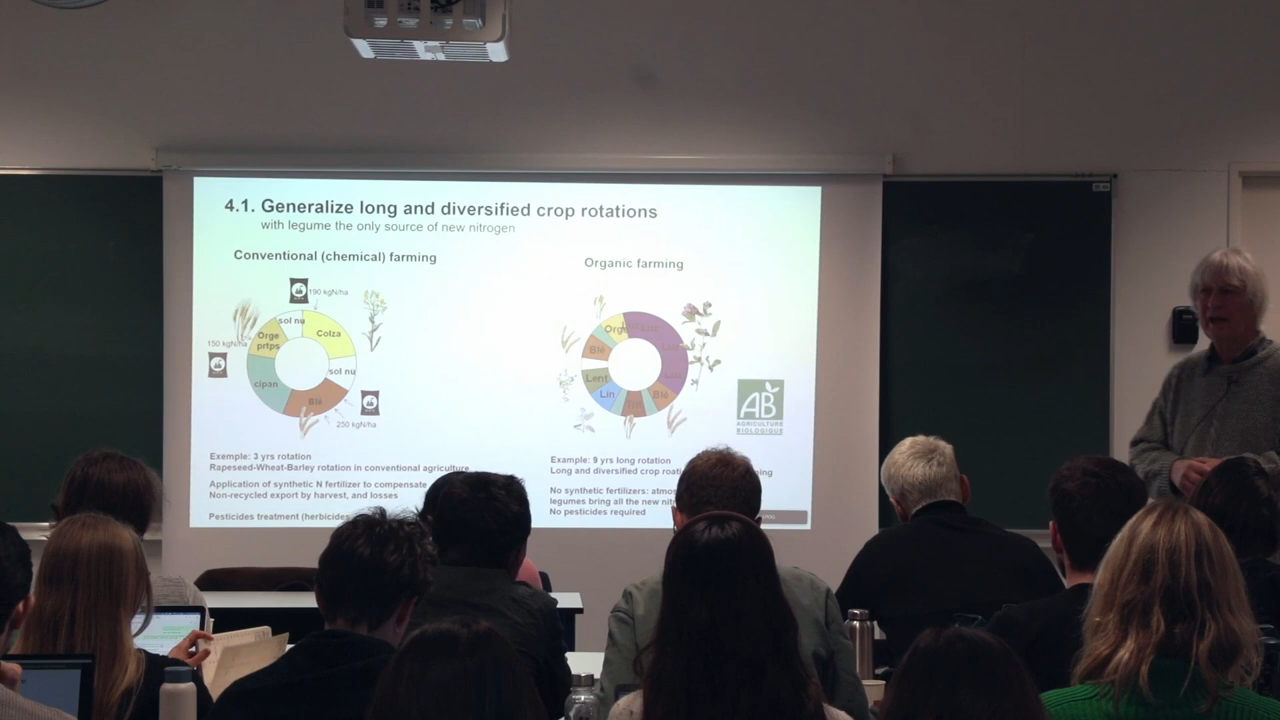 4.1. Generalize long and diversified crop rotations
with legume the only source of new nitrogen
Conventional (chemical) farming
190 kgN/ha
sol nu
Colza
Orge
prtps
150 kgN/ha
sol nu
cipan
Blé
250 kgN/ha
Example: 3 yrs rotation
Rapeseed-Wheat-Barley rotation in conventional agriculture
Application of synthetic N fertilizer to compensate
Non-recycled export by harvest, and losses
Pesticides treatment (herbicides
Organic farming
Orge
Luz
Luz
Blé
Luz
Lent
Blé
Lin
AB
AGRICULTURE
BIOLOGIQUE
Example: 9 yrs long rotation
Long and diversified crop
No synthetic fertilizers:
legumes bring all the new
No pesticides required